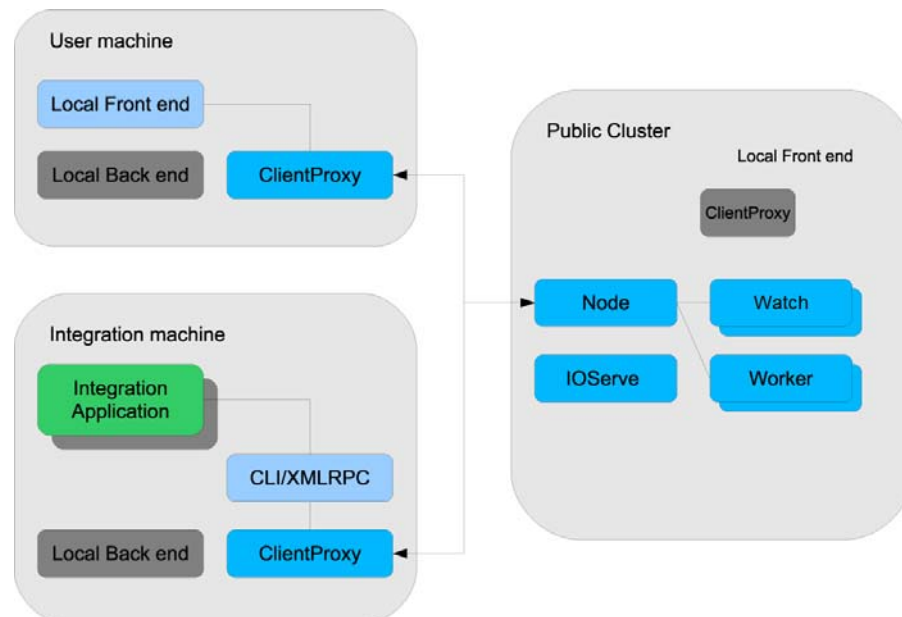 User machine
Local Front end
Local Back end
ClientProxy
Integration machine
Integration
Application
CLI/XMLRPC
Local Back end
ClientProxy
Public Cluster
Local Front end
ClientProxy
Node
Watch
IOServe
Worker